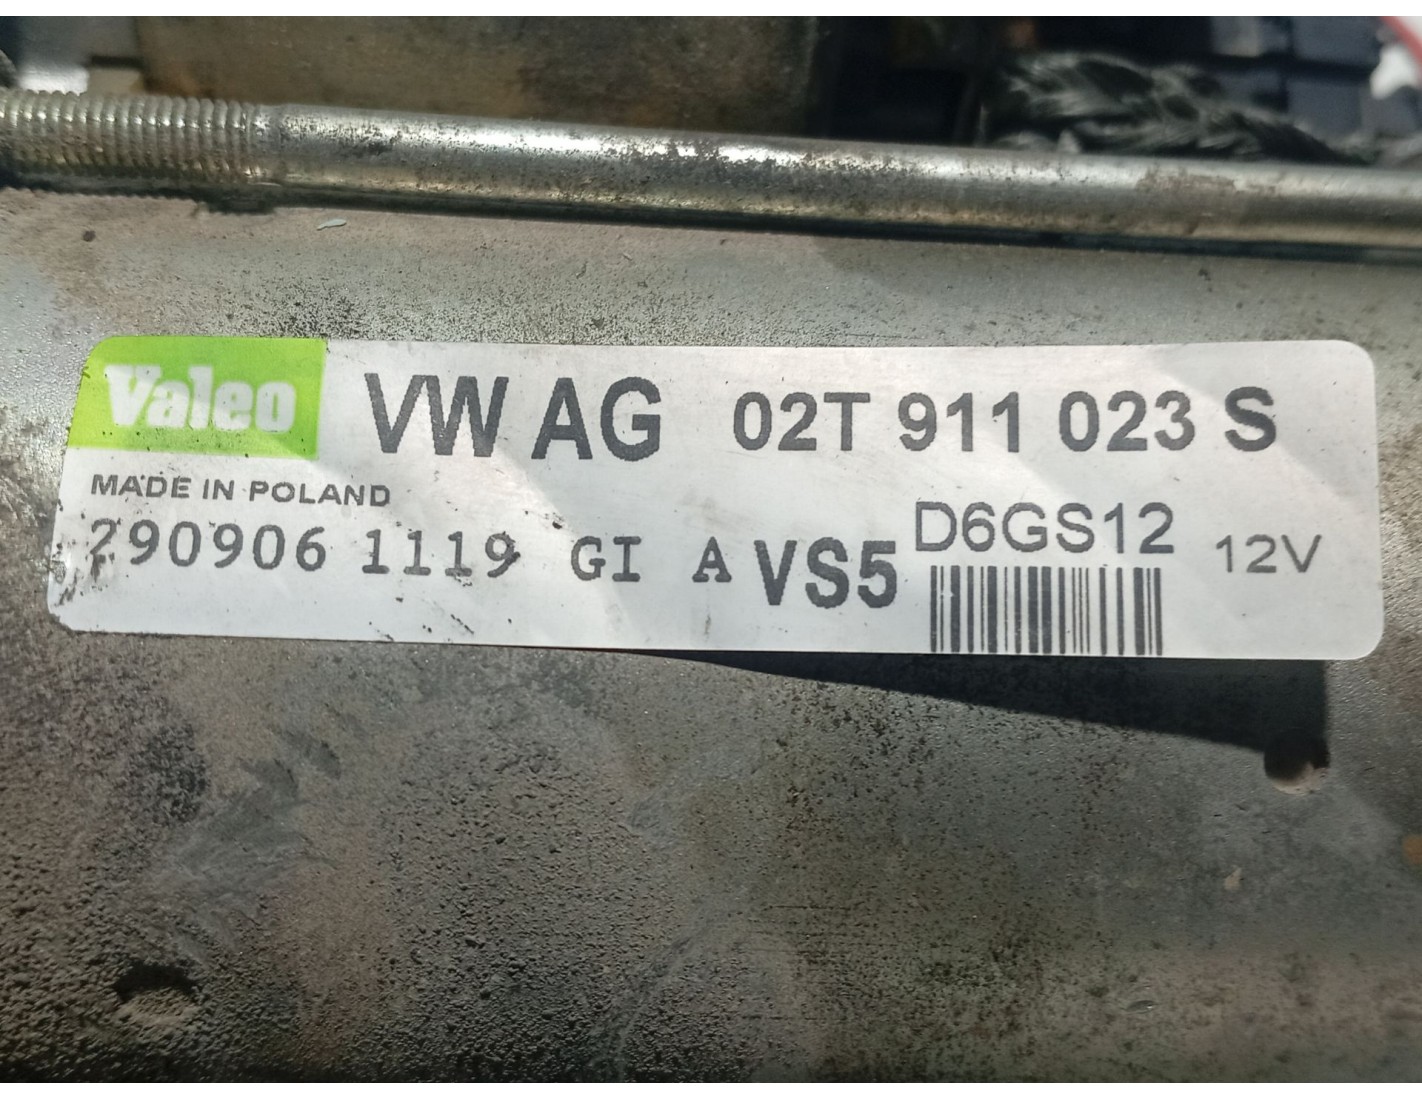 Valeo VW AG 02T 911 023 S
MADE IN POLAND
290906 1119 GI A VS5 D6GS12 12V